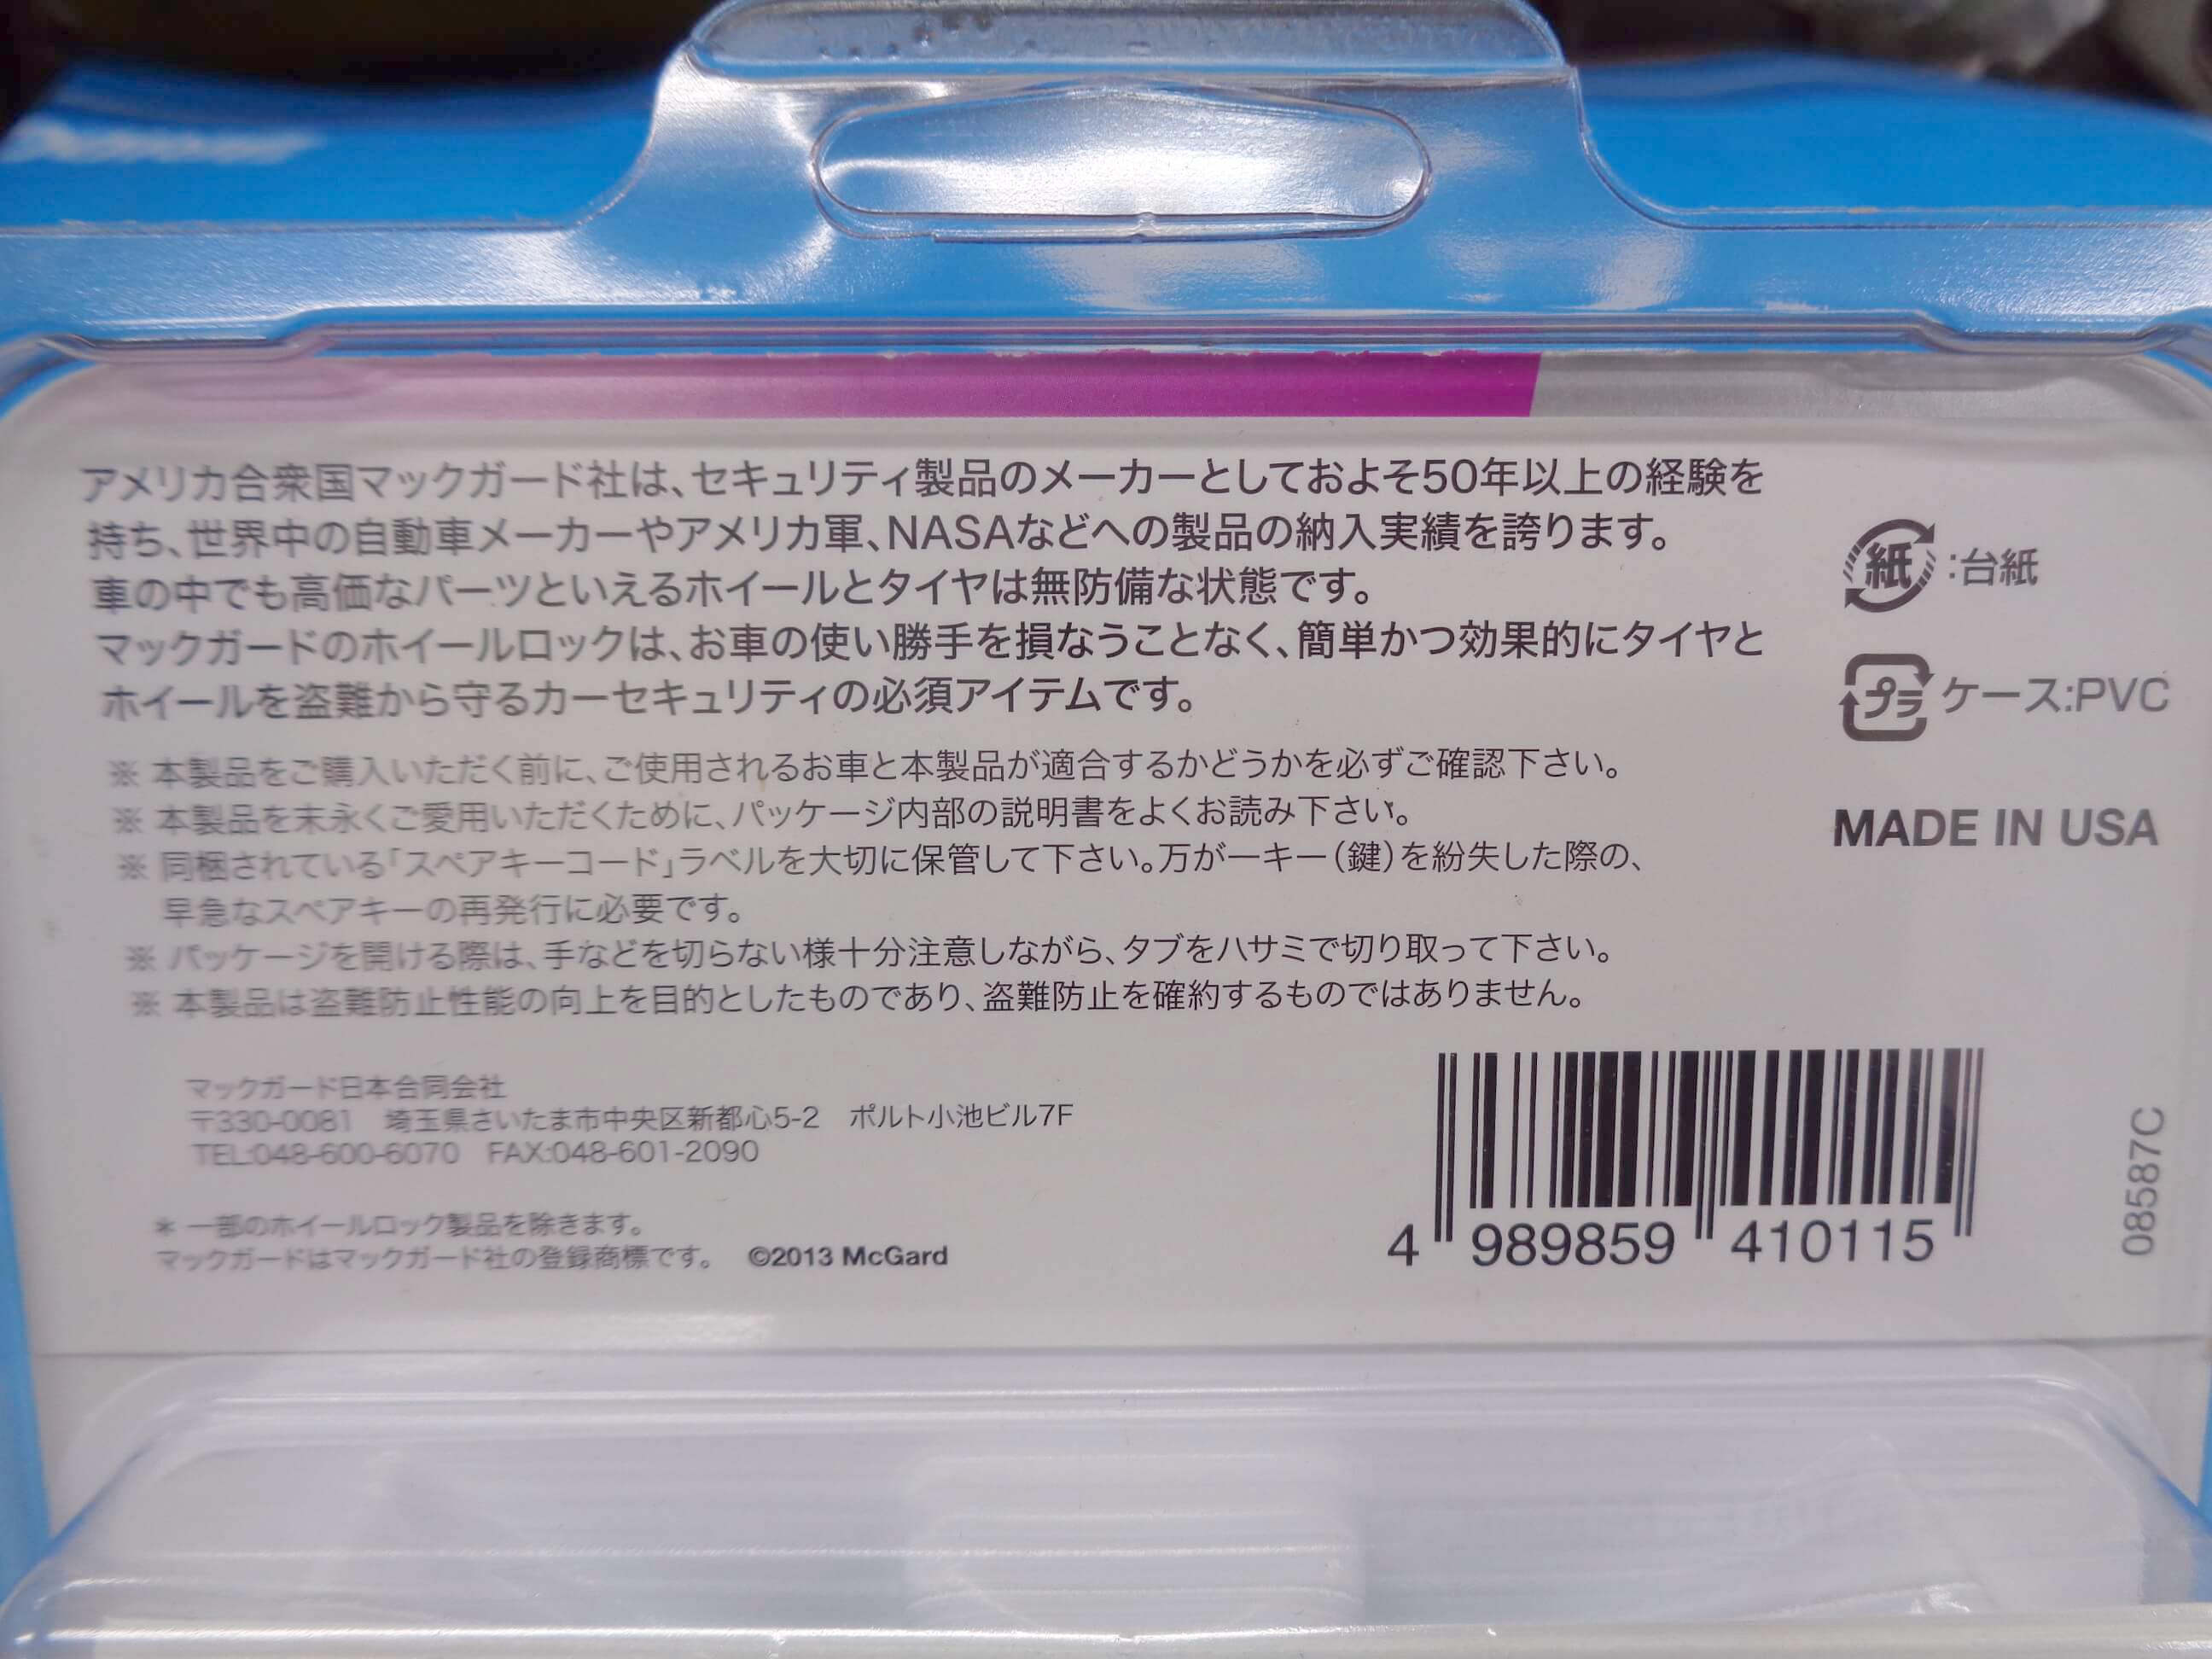 アメリカ合衆国マックガード社は、セキュリティ製品のメーカーとしておよそ50年以上の経験を
持ち、世界中の自動車メーカーやアメリカ軍、NASAなどへの製品の納入実績を誇ります。
車の中でも高価なパーツといえるホイールとタイヤは無防備な状態です。
マックガードのホイールロックは、お車の使い勝手を損なうことなく、簡単かつ効果的にタイヤと
ホイールを盗難から守るカーセキュリティの必須アイテムです。
※ 本製品をご購入いただく前に、ご使用されるお車と本製品が適合するかどうかを必ずご確認下さい。
※ 本製品を末永くご愛用いただくために、パッケージ内部の説明書をよくお読み下さい。
※ 同梱されている「スペアキーコード」ラベルを大切に保管して下さい。万が一キー(鍵)を紛失した際の、
早急なスペアキーの再発行に必要です。
※ パッケージを開ける際は、手などを切らない様十分注意しながら、タブをハサミで切り取って下さい。
※ 本製品は盗難防止性能の向上を目的としたものであり、盗難防止を確約するものではありません。
マックガード日本合同会社
〒330-0081 埼玉県さいたま市中央区新都心5-2 ポルト小池ビル7F
TEL:048-600-6070 FAX:048-601-2090
* 一部のホイールロック製品を除きます。
マックガードはマックガード社の登録商標です。 ©2013 McGard
紙 :台紙
プラ ケース:PVC
MADE IN USA
4 989859 410115
08587C